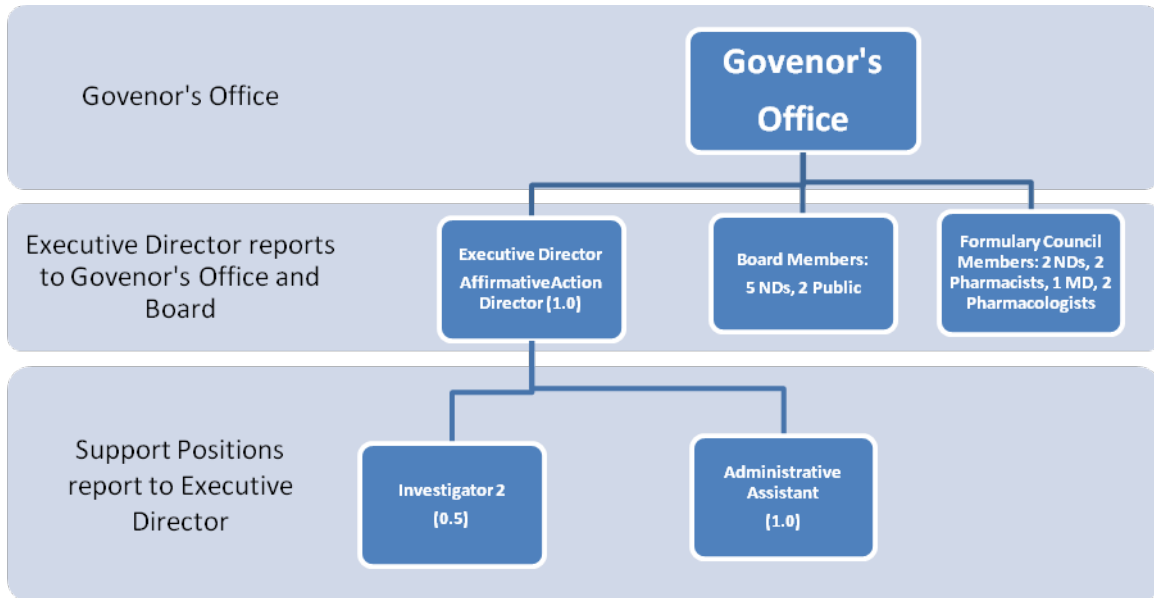 Govenor's Office
Govenor's
Office
Executive Director reports
to Govenor's Office and
Board
Executive Director
AffirmativeAction
Director (1.0)
Board Members:
5 NDs, 2 Public
Formulary Council
Members: 2 NDs, 2
Pharmacists, 1 MD, 2
Pharmacologists
Support Positions
report to Executive
Director
Investigator 2
(0.5)
Administrative
Assistant
(1.0)